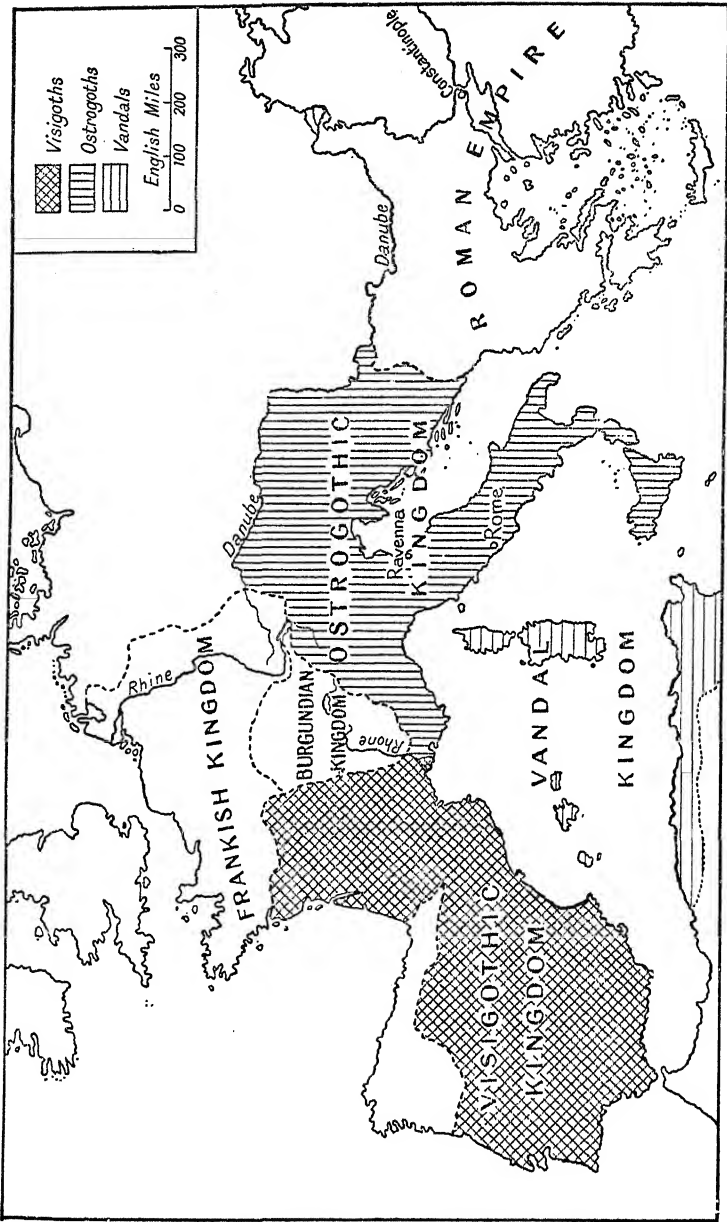 Visigoths
Ostrogoths
Vandals
English Miles
0 100 200 300
FRANKISH KINGDOM
Rhine
Danube
Danube
BURGUNDIAN
KINGDOM
Rhone
OSTROGOTHIC
KINGDOM
Ravenna
Rome
ROMAN EMPIRE
Constantinople
VISIGOTHIC
KINGDOM
VANDAL
KINGDOM